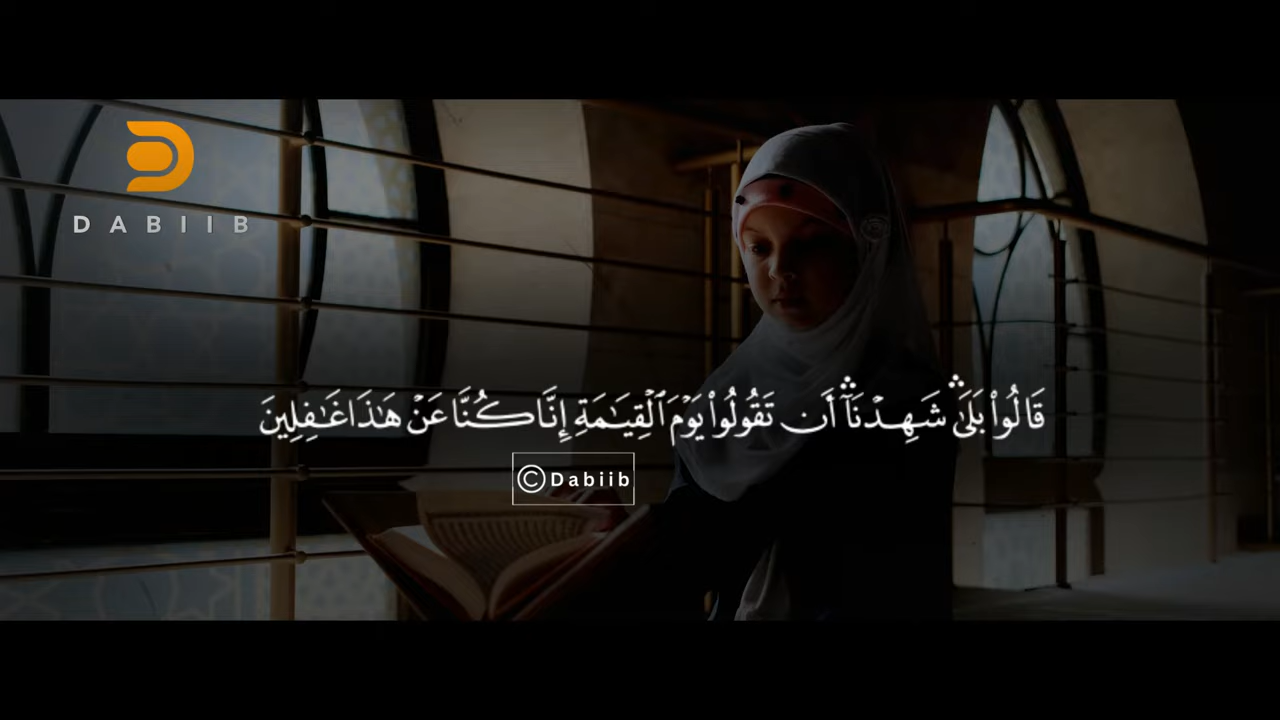 DABIIB
قَالُوا۟ بَلَىٰ ۛ شَهِدْنَآ ۛ أَن تَقُولُوا۟ يَوْمَ ٱلْقِيَـٰمَةِ إِنَّا كُنَّا عَنْ هَـٰذَا غَـٰفِلِينَ
©Dabiib